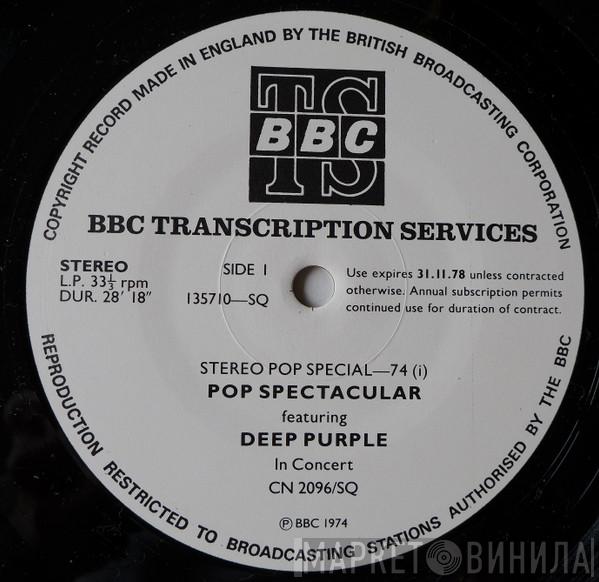 COPYRIGHT RECORD MADE IN ENGLAND BY THE BRITISH BROADCASTING CORPORATION
TS
BBC
TS
BBC TRANSCRIPTION SERVICES
STEREO
L.P. 33⅓ rpm
DUR. 28' 18"
SIDE 1
135710—SQ
Use expires 31.11.78 unless contracted
otherwise. Annual subscription permits
continued use for duration of contract.
STEREO POP SPECIAL—74 (i)
POP SPECTACULAR
featuring
DEEP PURPLE
In Concert
CN 2096/SQ
Ⓟ BBC 1974
REPRODUCTION RESTRICTED TO BROADCASTING STATIONS AUTHORISED BY THE BBC
МАРКЕТ ВИНИЛА